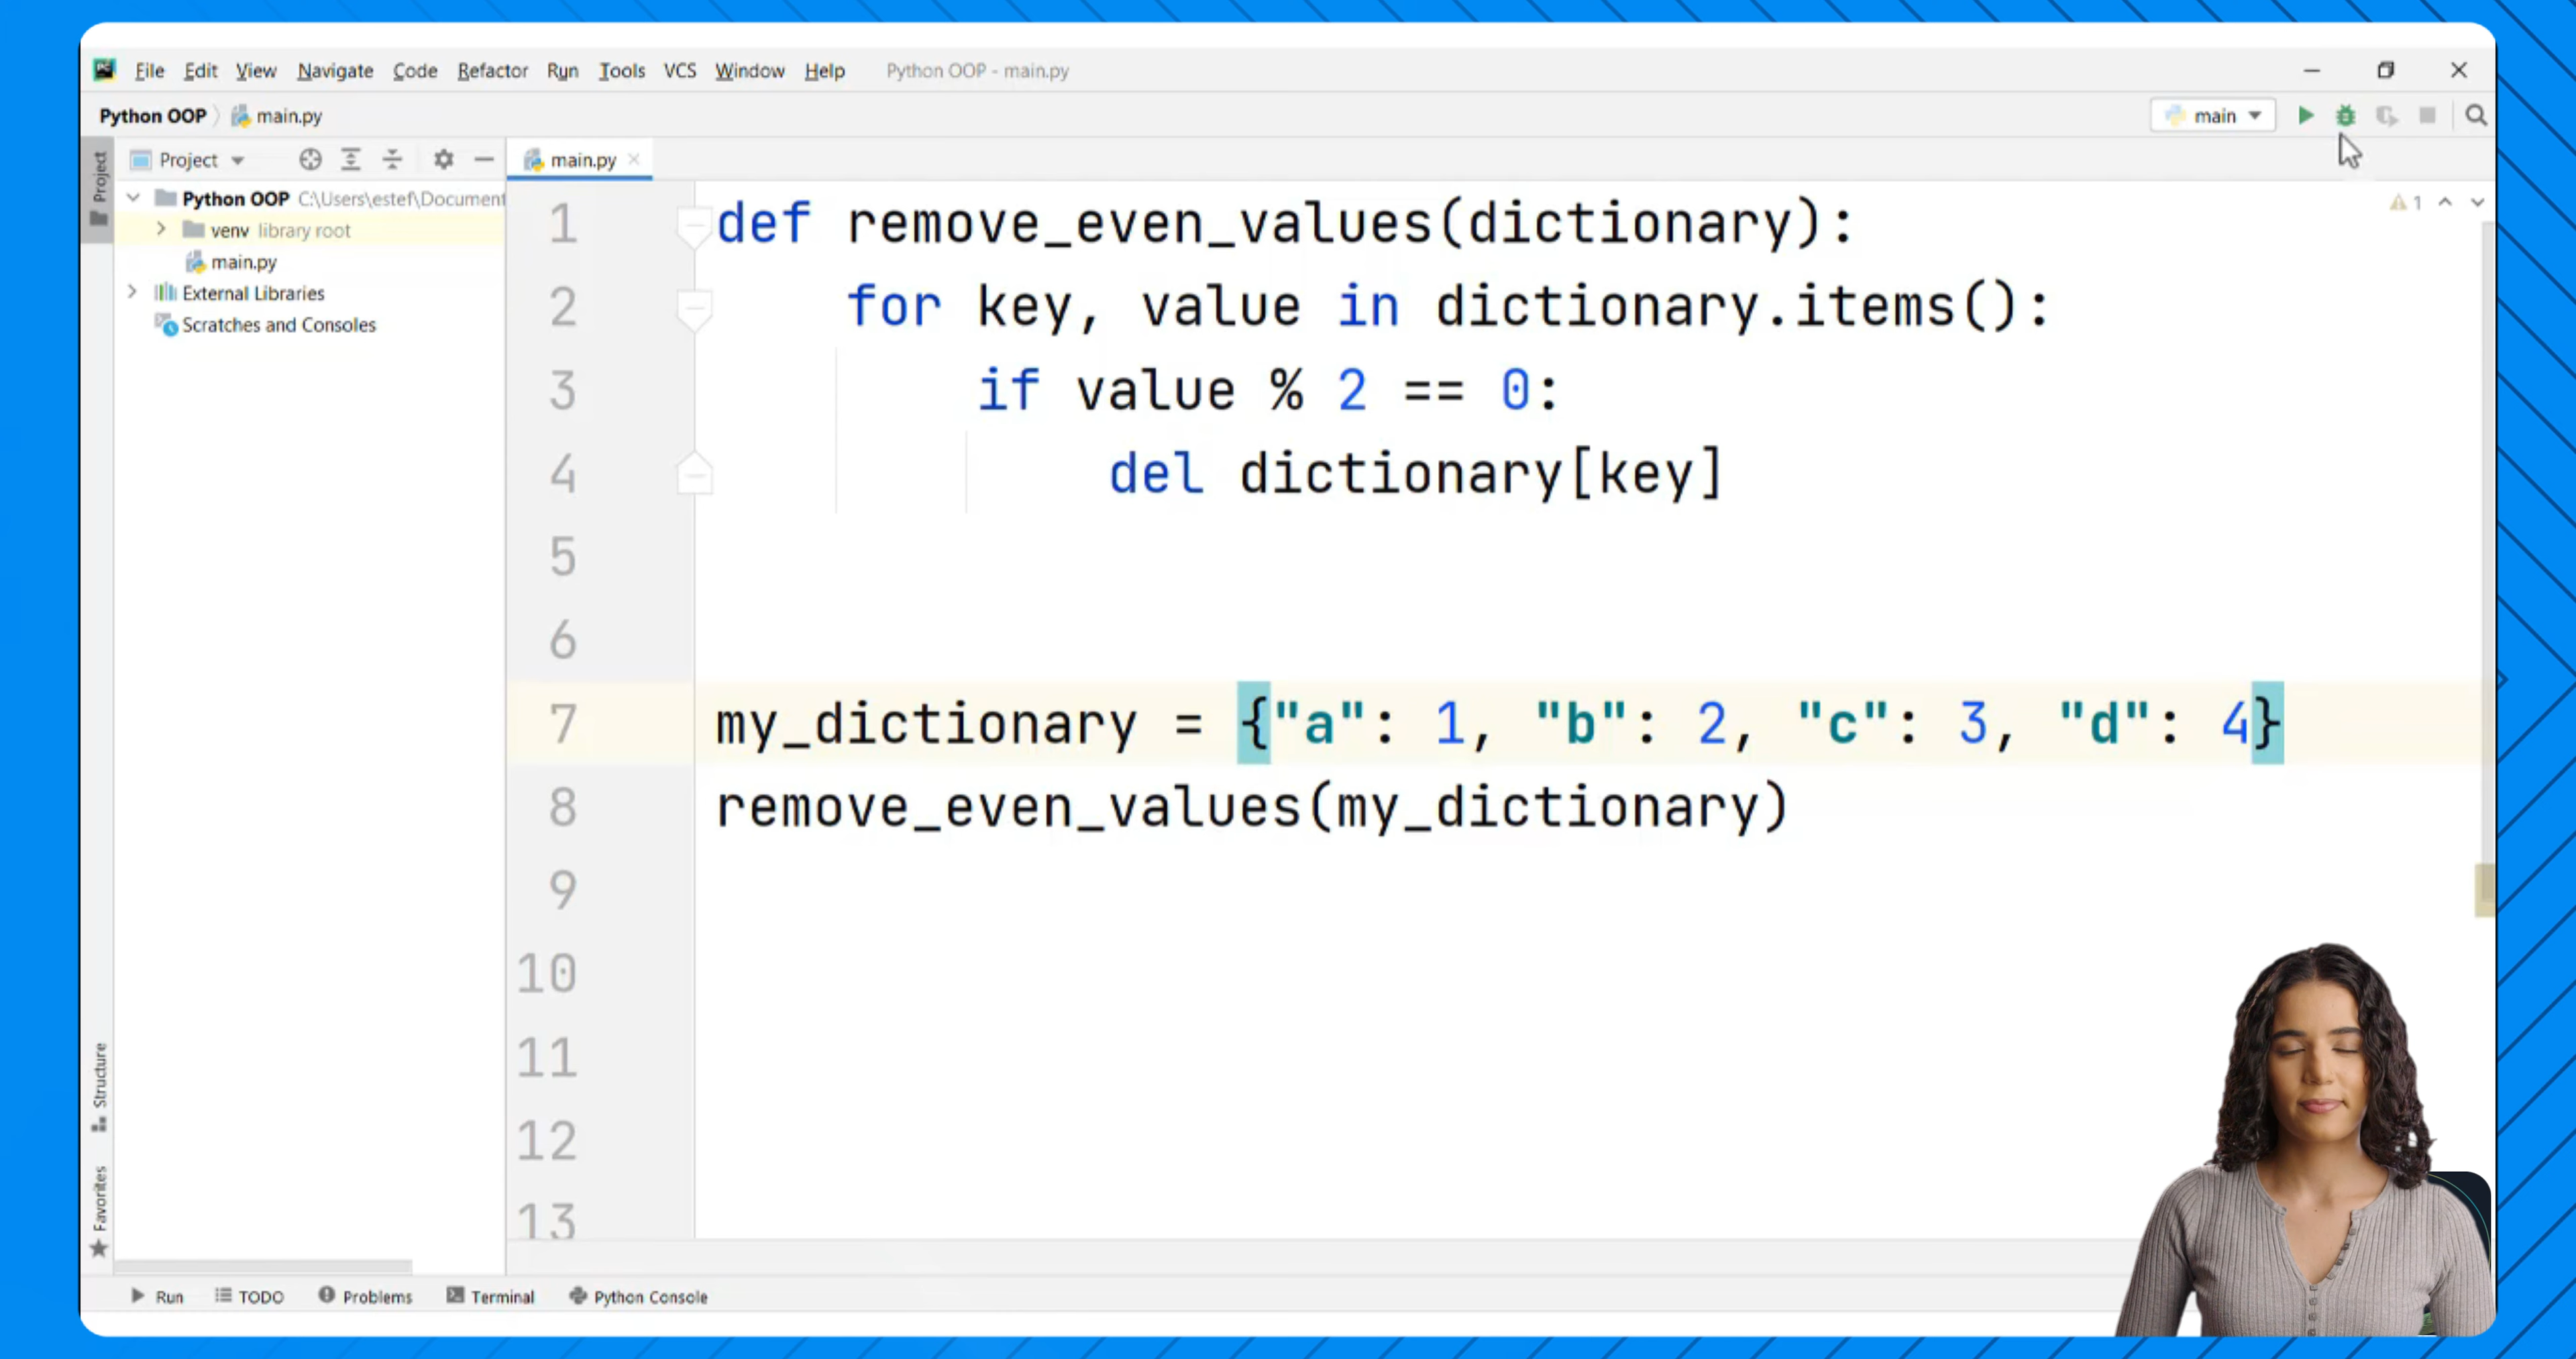 File Edit View Navigate Code Refactor Run Tools VCS Window Help Python OOP - main.py
Python OOP main.py main
Project Project main.py
Python OOP C:\Users\estef\Document
venv library root
main.py
External Libraries
Scratches and Consoles
1
1 def remove_even_values(dictionary):
2     for key, value in dictionary.items():
3         if value % 2 == 0:
4             del dictionary[key]
5
6
7 my_dictionary = {"a": 1, "b": 2, "c": 3, "d": 4}
8 remove_even_values(my_dictionary)
9
10
11
12
13
Structure
Favorites
Run TODO Problems Terminal Python Console